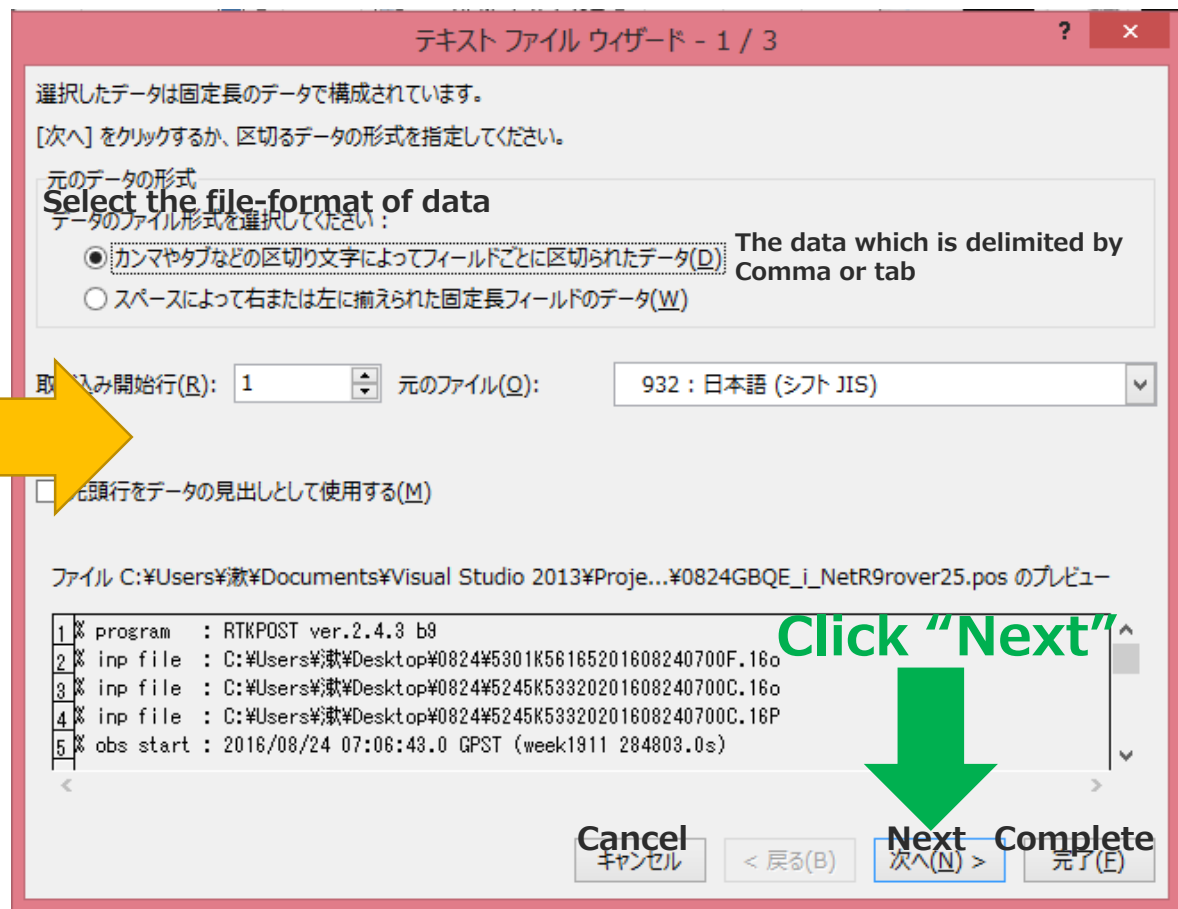 テキスト ファイル ウィザード - 1 / 3
? ×
選択したデータは固定長のデータで構成されています。
[次へ] をクリックするか、区切るデータの形式を指定してください。
元のデータの形式
Select the file-format of data
データのファイル形式を選択してください：
カンマやタブなどの区切り文字によってフィールドごとに区切られたデータ(D)
The data which is delimited by
Comma or tab
スペースによって右または左に揃えられた固定長フィールドのデータ(W)
取り込み開始行(R): 1 元のファイル(O): 932 : 日本語 (シフト JIS)
先頭行をデータの見出しとして使用する(M)
ファイル C:¥Users¥漱¥Documents¥Visual Studio 2013¥Proje...¥0824GBQE_i_NetR9rover25.pos のプレビュー
Click “Next”
1 % program : RTKPOST ver.2.4.3 b9
2 % inp file : C:¥Users¥漱¥Desktop¥0824¥5301K56165201608240700F.16o
3 % inp file : C:¥Users¥漱¥Desktop¥0824¥5245K53320201608240700C.16o
4 % inp file : C:¥Users¥漱¥Desktop¥0824¥5245K53320201608240700C.16P
5 % obs start : 2016/08/24 07:06:43.0 GPST (week1911 284803.0s)
Cancel Next Complete
キャンセル < 戻る(B) 次へ(N) > 完了(F)